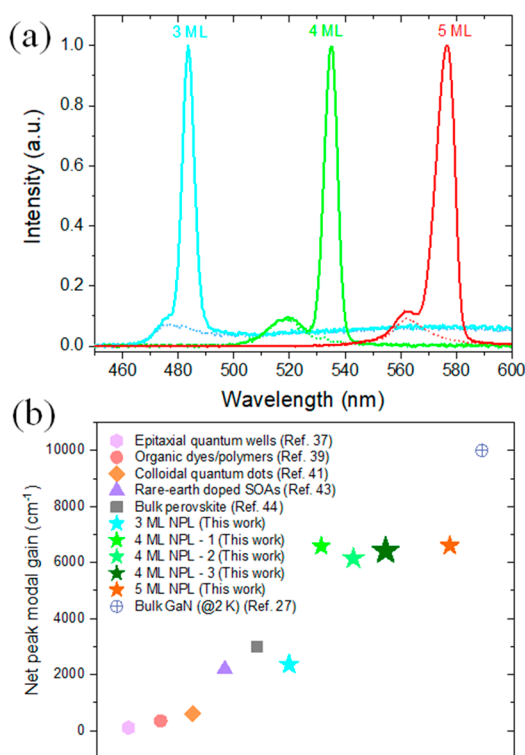 (a)
3 ML 4 ML 5 ML
1.0
0.8
0.6
0.4
0.2
0.0
Intensity (a.u.)
460 480 500 520 540 560 580 600
Wavelength (nm)
(b)
10000
8000
6000
4000
2000
0
Net peak modal gain (cm⁻¹)
Epitaxial quantum wells (Ref. 37)
Organic dyes/polymers (Ref. 39)
Colloidal quantum dots (Ref. 41)
Rare-earth doped SOAs (Ref. 43)
Bulk perovskite (Ref. 44)
3 ML NPL (This work)
4 ML NPL - 1 (This work)
4 ML NPL - 2 (This work)
4 ML NPL - 3 (This work)
5 ML NPL (This work)
Bulk GaN (@2 K) (Ref. 27)